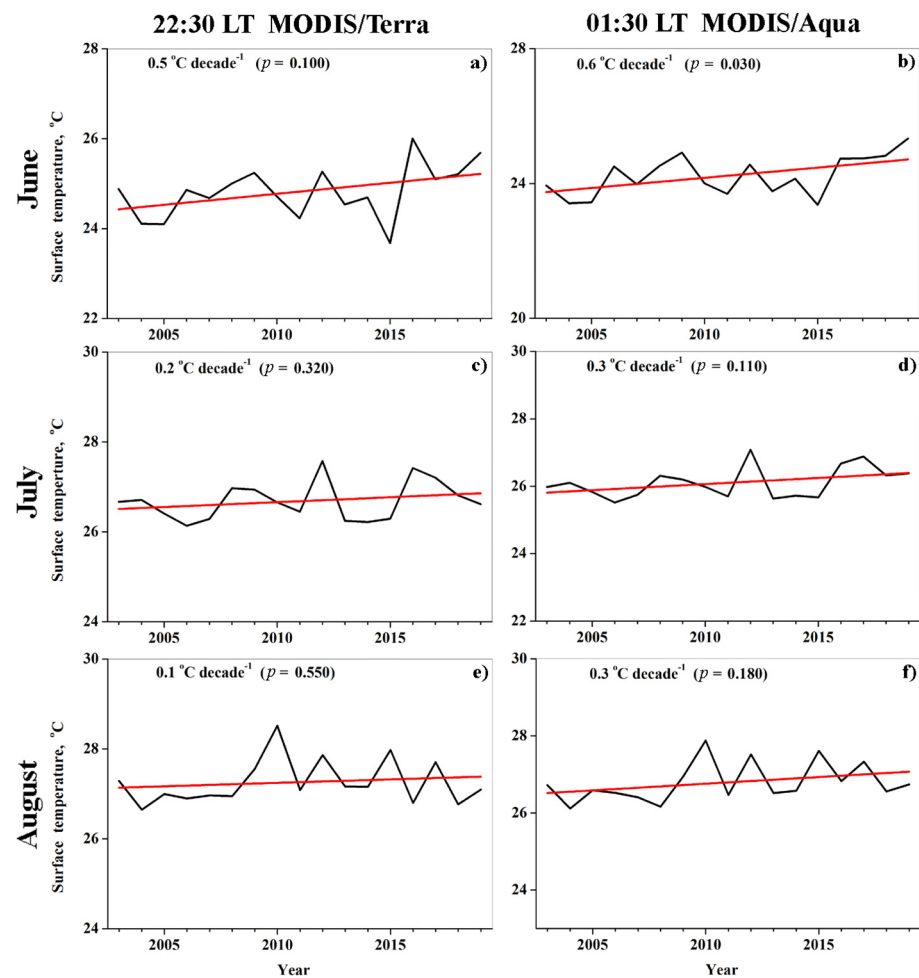 22:30 LT MODIS/Terra
01:30 LT MODIS/Aqua
June
Surface temperature, °C
28
26
24
22
0.5 °C decade⁻¹ (p = 0.100)
a)
2005
2010
2015
28
24
20
0.6 °C decade⁻¹ (p = 0.030)
b)
2005
2010
2015
July
Surface temperture, °C
30
28
26
24
0.2 °C decade⁻¹ (p = 0.320)
c)
2005
2010
2015
30
28
26
24
22
0.3 °C decade⁻¹ (p = 0.110)
d)
2005
2010
2015
August
Surface temperature, °C
30
28
26
24
0.1 °C decade⁻¹ (p = 0.550)
e)
2005
2010
2015
Year
29
27
25
23
0.3 °C decade⁻¹ (p = 0.180)
f)
2005
2010
2015
Year